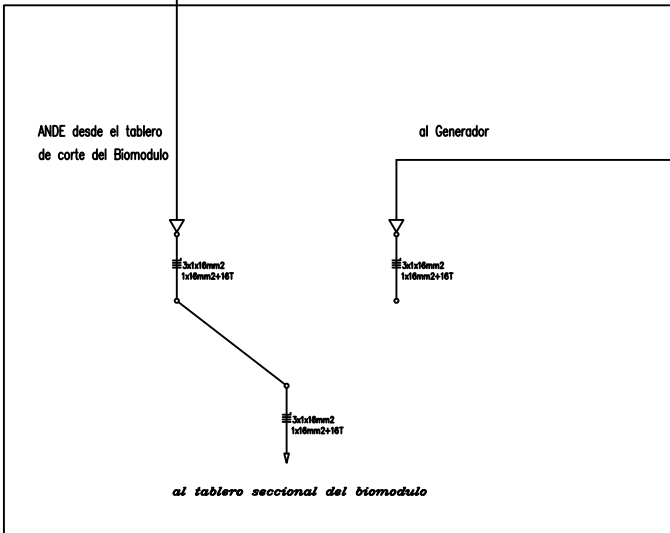 ANDE desde el tablero
de corte del Biomodulo
al Generador
3x1x16mm2
1x16mm2+16T
3x1x16mm2
1x16mm2+16T
3x1x16mm2
1x16mm2+16T
al tablero seccional del biomodulo